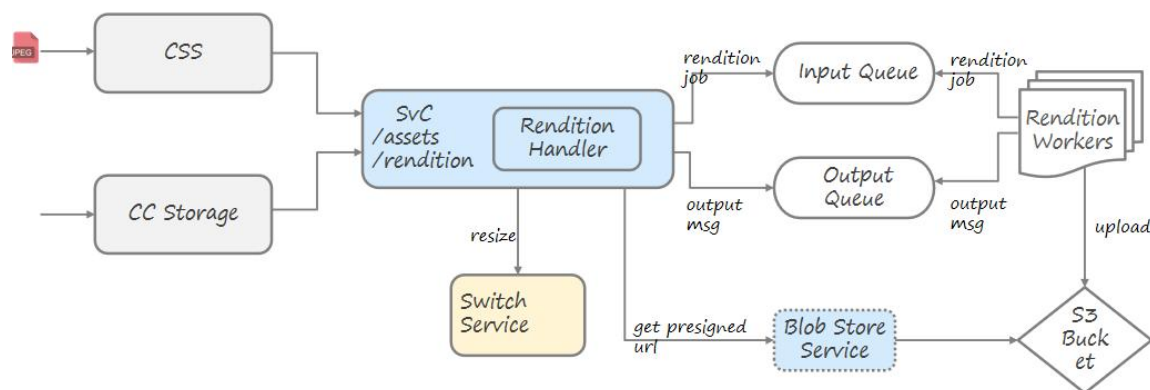 JPEG
CSS
CC Storage
SvC
/assets
/rendition
Rendition
Handler
rendition
job
Input Queue
rendition
job
Rendition
Workers
output
msg
Output
Queue
output
msg
upload
resize
Switch
Service
get presigned
url
Blob Store
Service
S3
Buck
et